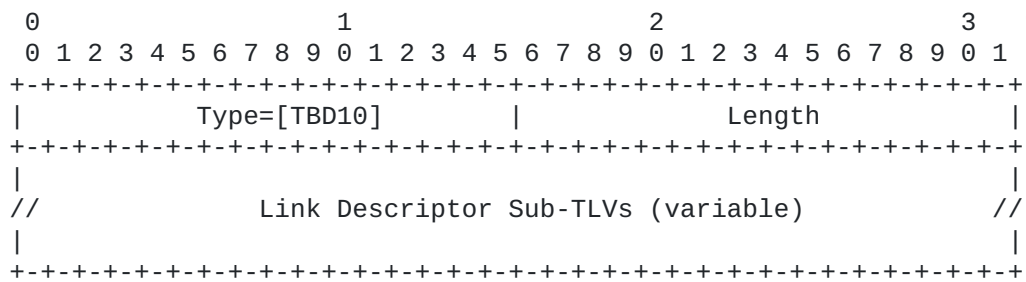 0                   1                   2                   3
 0 1 2 3 4 5 6 7 8 9 0 1 2 3 4 5 6 7 8 9 0 1 2 3 4 5 6 7 8 9 0 1
+-+-+-+-+-+-+-+-+-+-+-+-+-+-+-+-+-+-+-+-+-+-+-+-+-+-+-+-+-+-+-+-+
|           Type=[TBD10]        |             Length            |
+-+-+-+-+-+-+-+-+-+-+-+-+-+-+-+-+-+-+-+-+-+-+-+-+-+-+-+-+-+-+-+-+
|                                                               |
//              Link Descriptor Sub-TLVs (variable)            //
|                                                               |
+-+-+-+-+-+-+-+-+-+-+-+-+-+-+-+-+-+-+-+-+-+-+-+-+-+-+-+-+-+-+-+-+